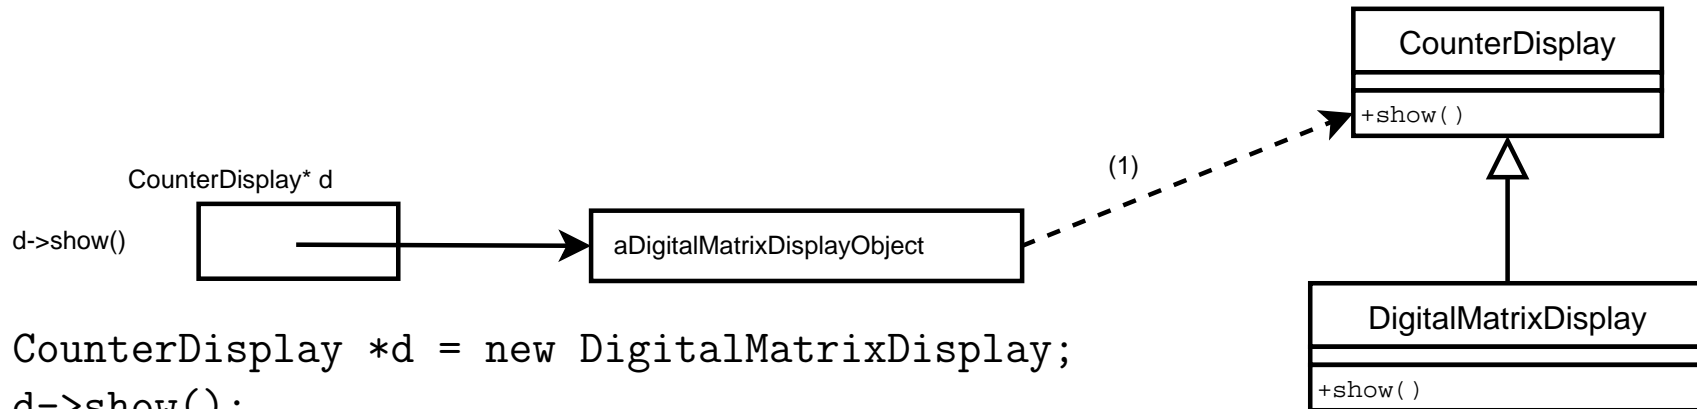 CounterDisplay
+show()
(1)
CounterDisplay* d
d->show()
aDigitalMatrixDisplayObject
DigitalMatrixDisplay
+show()
CounterDisplay *d = new DigitalMatrixDisplay;
d->show();